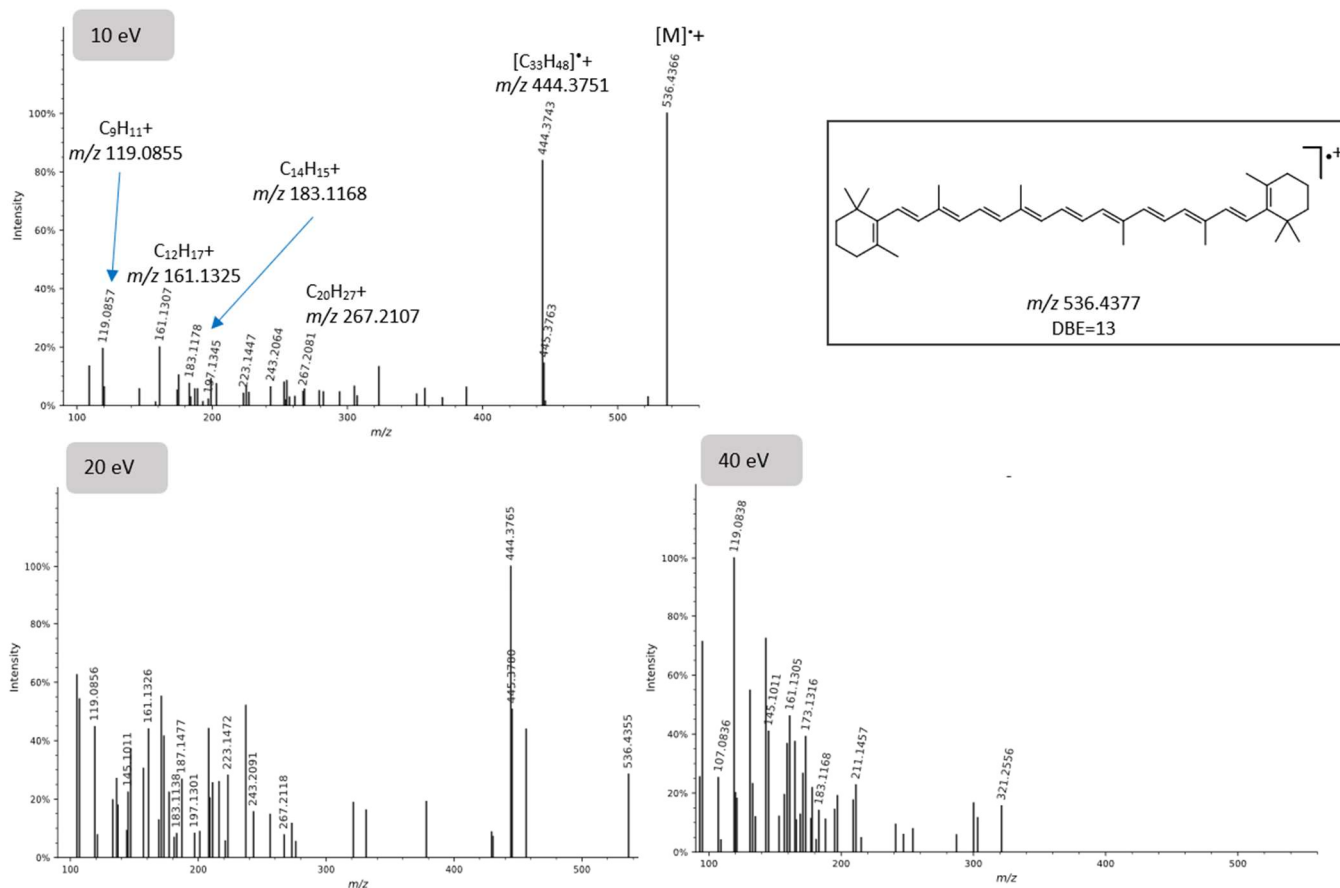 10 eV
[M]•+
[C₃₃H₄₈]•+
m/z 444.3751
536.4366
444.3743
445.3763
C₉H₁₁+
m/z 119.0855
C₁₄H₁₅+
m/z 183.1168
C₁₂H₁₇+
m/z 161.1325
C₂₀H₂₇+
m/z 267.2107
119.0857
161.1307
183.1178
197.1345
223.1447
243.2064
267.2081
Intensity
100%
80%
60%
40%
20%
0%
100 200 300 400 500
m/z
•+
m/z 536.4377
DBE=13
20 eV
444.3765
445.3780
536.4355
119.0856
145.1011
161.1326
183.1138
187.1477
197.1301
223.1472
243.2091
267.2118
Intensity
100%
80%
60%
40%
20%
0%
100 200 300 400 500
m/z
40 eV
-
107.0836
119.0838
145.1011
161.1305
173.1316
183.1168
211.1457
321.2556
Intensity
100%
80%
60%
40%
20%
0%
100 200 300 400 500
m/z